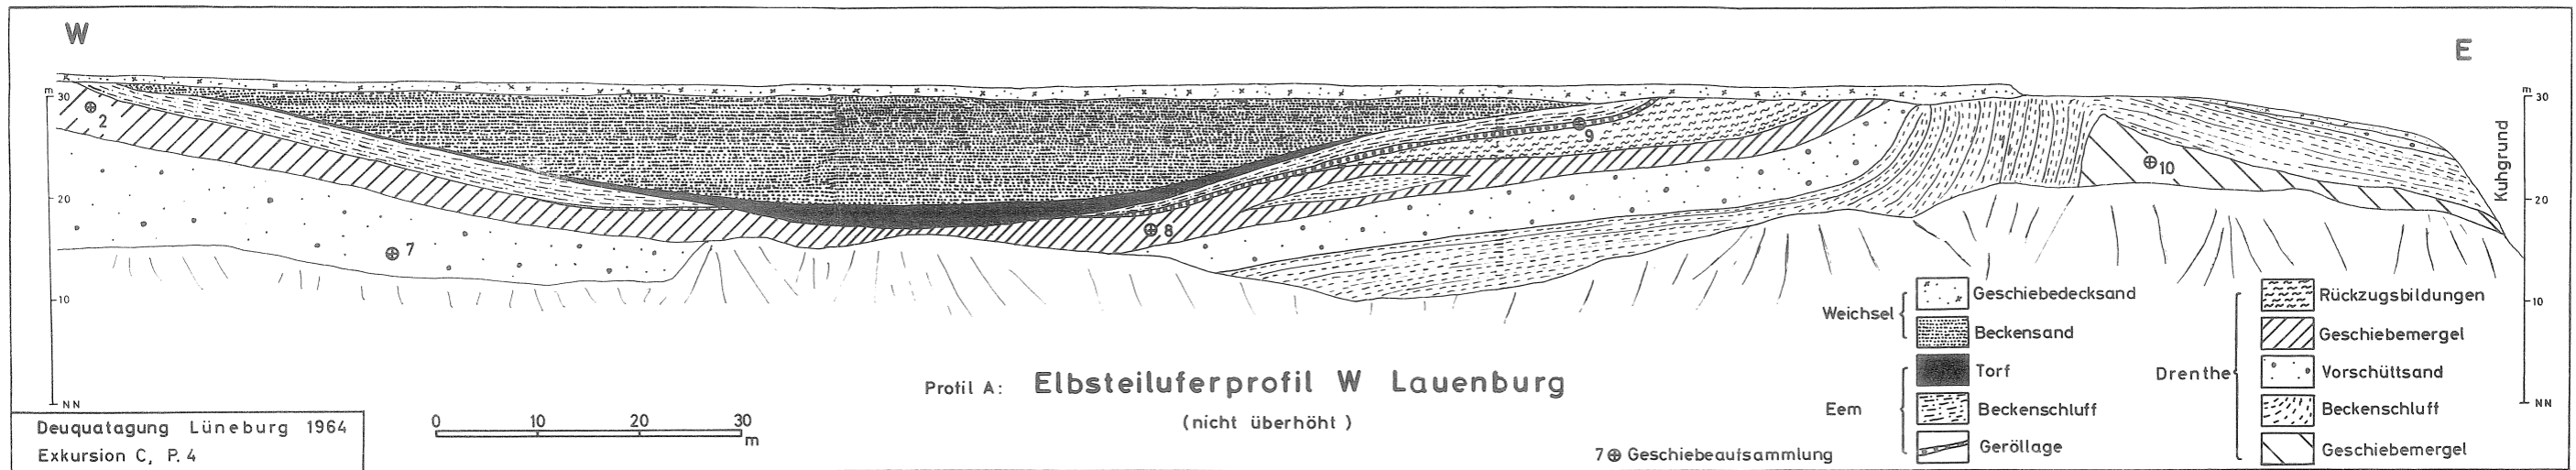 W
E
m
30
20
10
NN
2
7
8
9
10
Kuhgrund
m
30
20
10
NN
Profil A: Elbsteiluferprofil W Lauenburg
(nicht überhöht)
Deuquatagung Lüneburg 1964
Exkursion C, P. 4
0 10 20 30
m
7 ⊕ Geschiebeaufsammlung
Weichsel
Geschiebedecksand
Beckensand
Eem
Torf
Beckenschluff
Geröllage
Drenthe
Rückzugsbildungen
Geschiebemergel
Vorschüttsand
Beckenschluff
Geschiebemergel